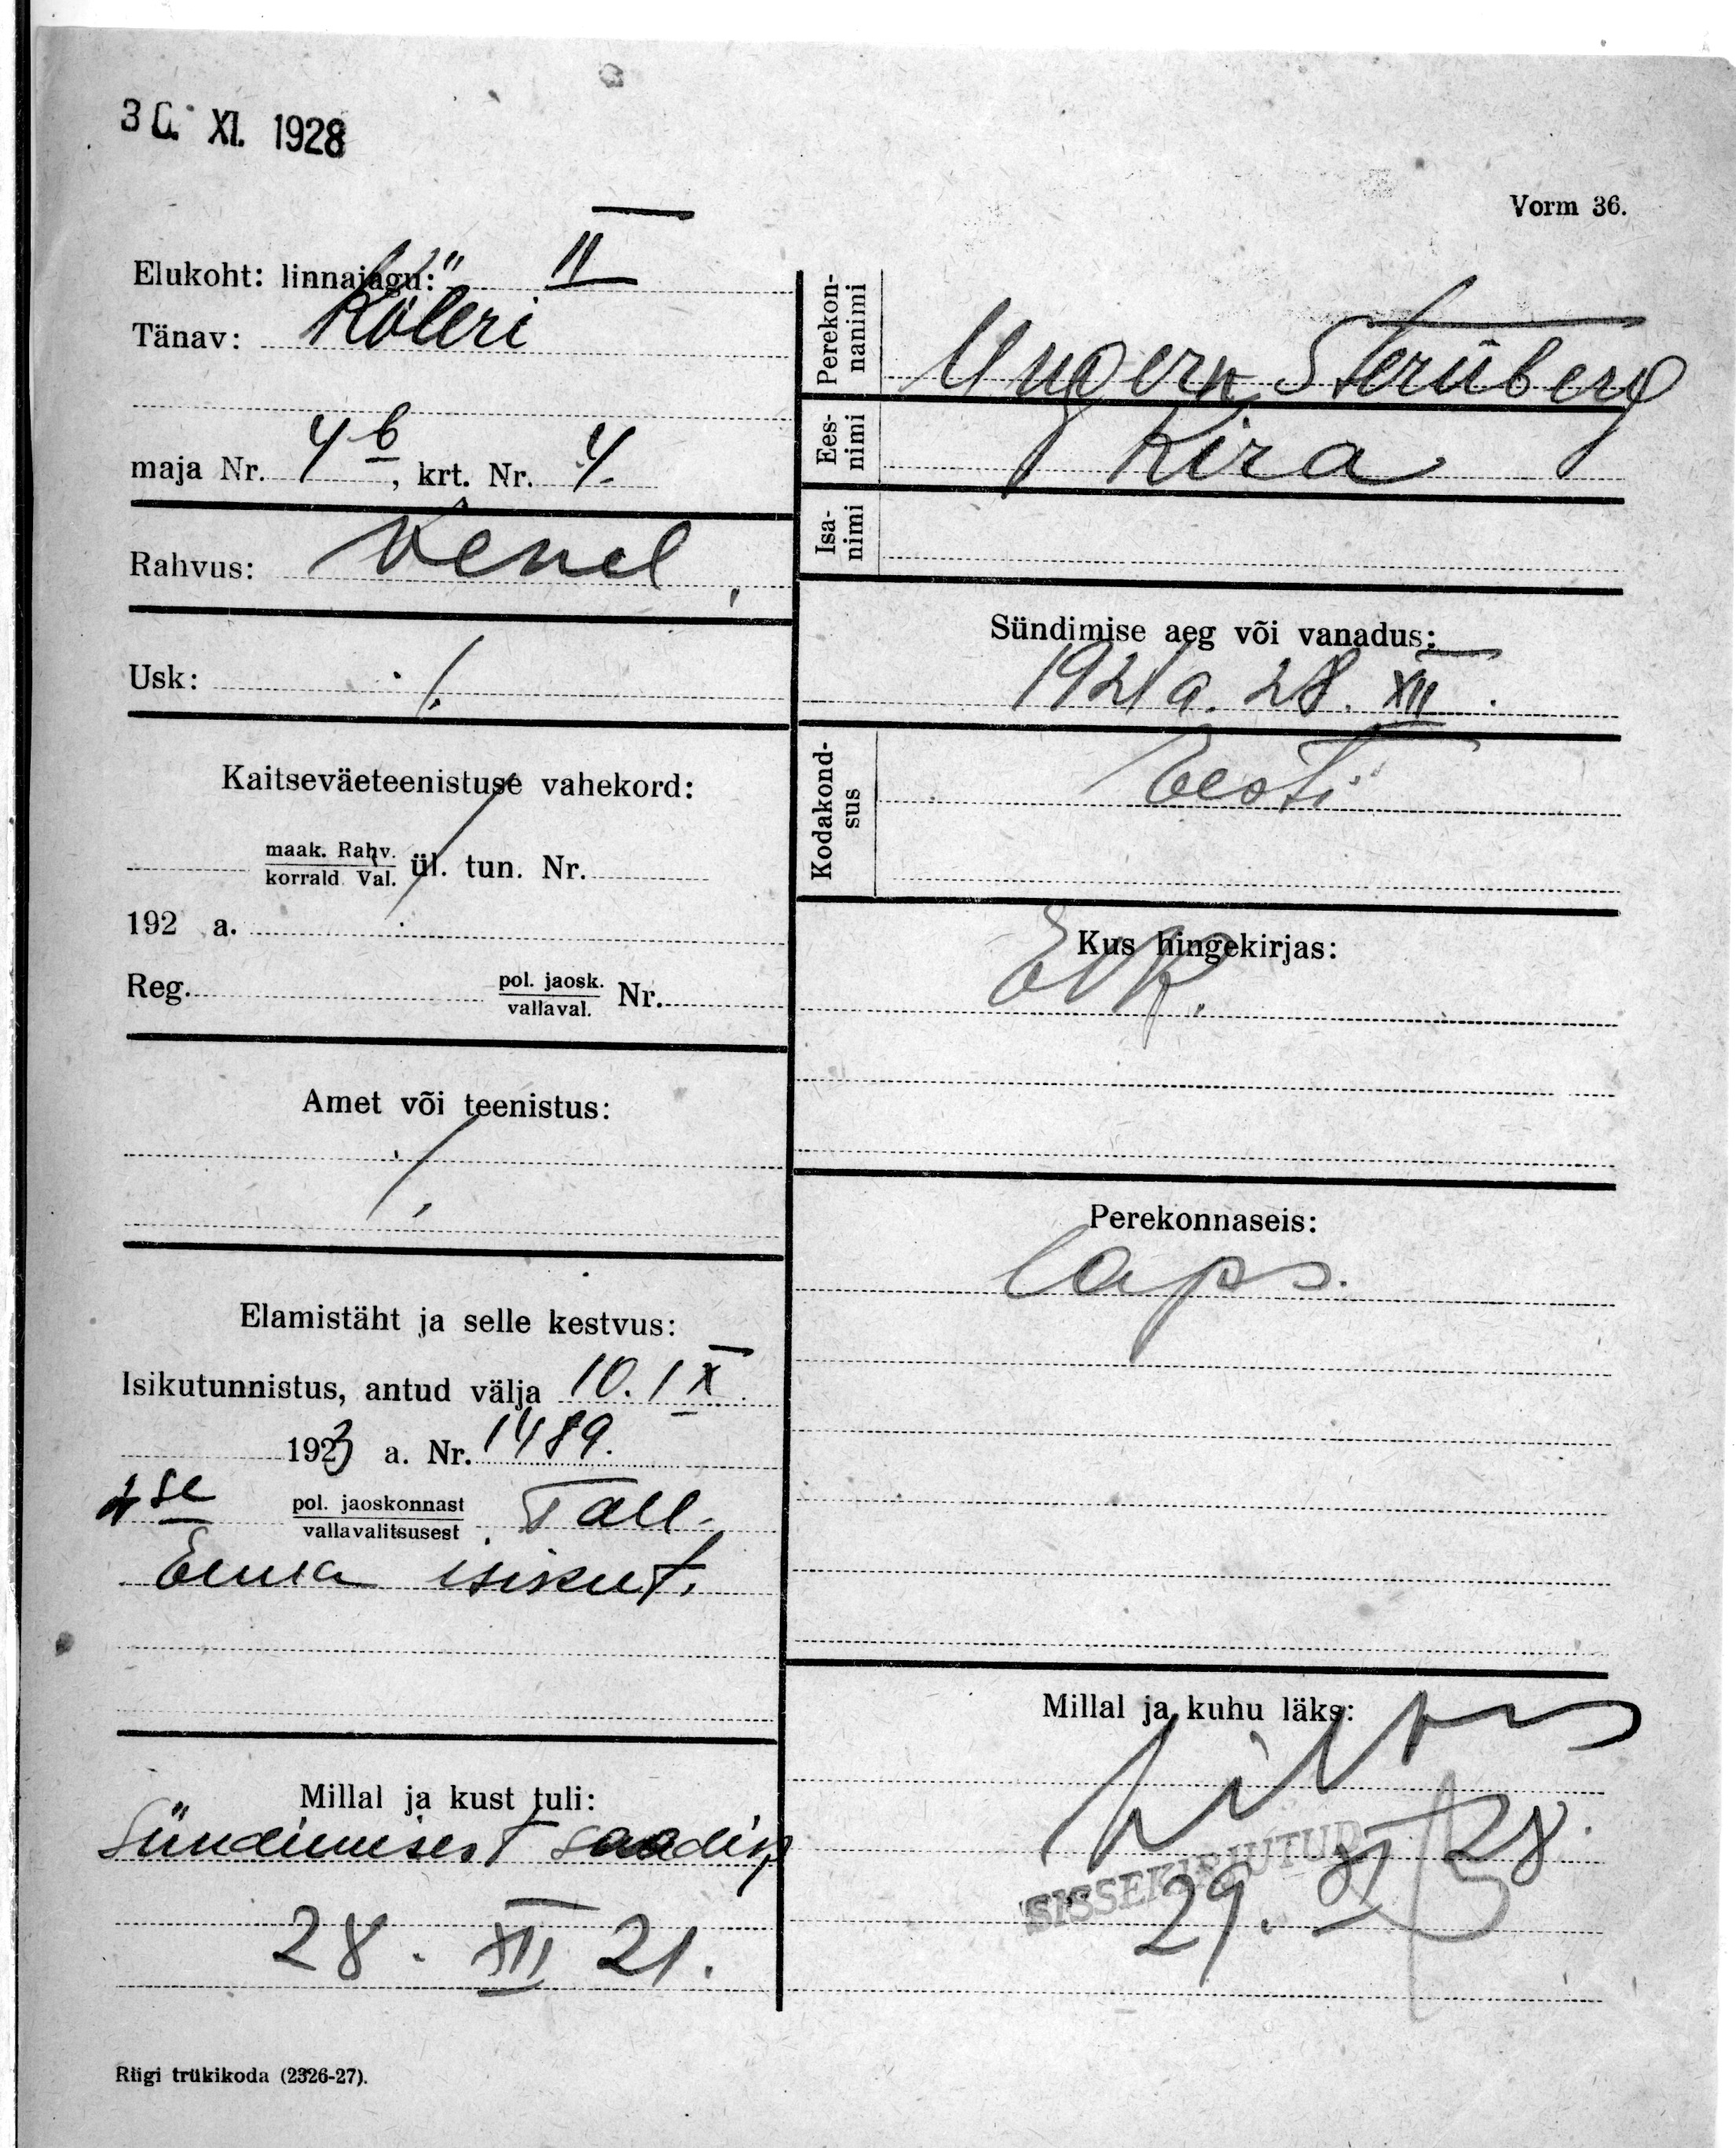 30. XI. 1928
Vorm 36.
Elukoht: linnajagu: II
Tänav: Köleri
maja Nr. 4b, krt. Nr. 4.
Rahvus: Venel.
Usk: ./.
Kaitseväeteenistuse vahekord:
maak. Rahv.
korrald. Val. ül. tun. Nr.
192 a.
Reg. pol. jaosk.
vallaval. Nr.
Amet või teenistus:
./.
Elamistäht ja selle kestvus:
Isikutunnistus, antud välja 10. IX
1923 a. Nr. 1489.
se pol. jaoskonnast Tall.
vallavalitsusest
Ema isikut.
Millal ja kust tuli:
Sündimisest saadik
28. XII 21.
Perekonnanimi
Ungern Sternberg
Eesnimi
Kira
Isanimi
Sündimise aeg või vanadus:
1921 a. 28. XII.
Kodakondsus
Eesti
Kus hingekirjas:
Perekonnaseis:
laps.
Millal ja kuhu läks:
SISSEKIRJUTUD
29. XI 28.
Riigi trükikoda (2326-27).